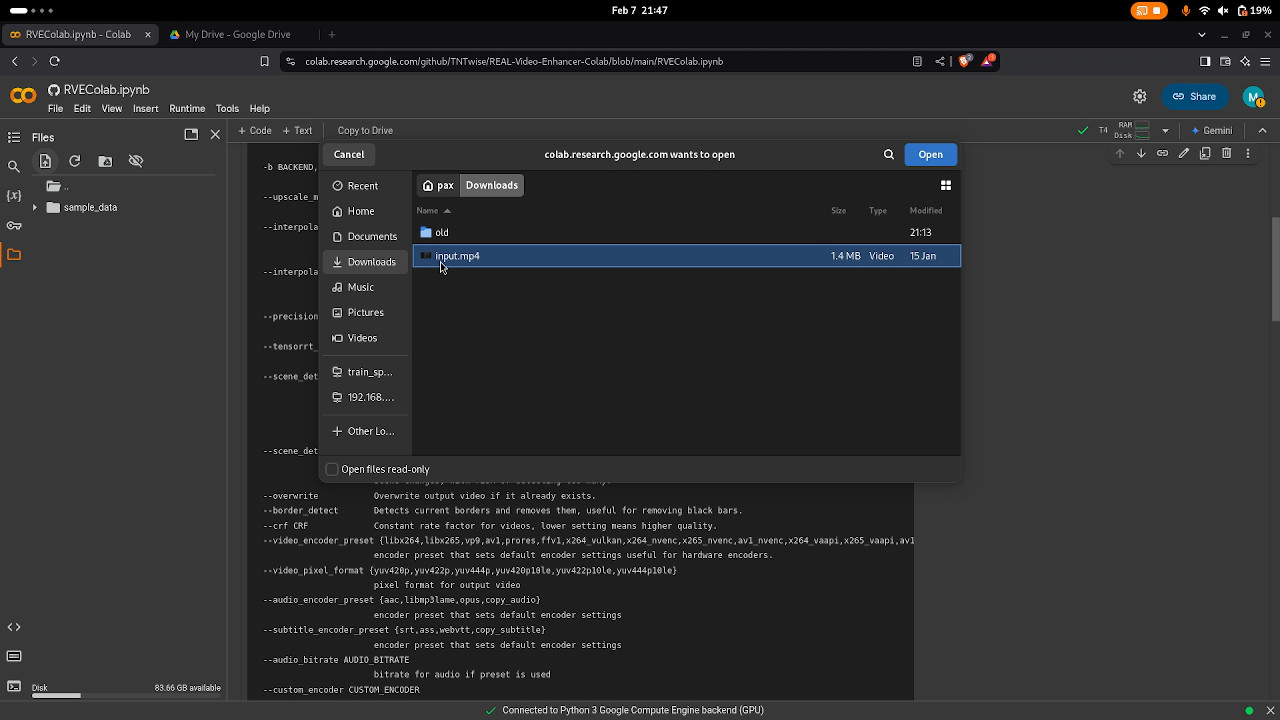 Feb 7 21:47
19%
RVEColab.ipynb - Colab
My Drive - Google Drive
colab.research.google.com/github/TNTwise/REAL-Video-Enhancer-Colab/blob/main/RVEColab.ipynb
RVEColab.ipynb
File Edit View Insert Runtime Tools Help
Share
M
Files
+ Code + Text Copy to Drive
T4
RAM
Disk
Gemini
..
sample_data
Disk
83.66 GB available
Cancel
colab.research.google.com wants to open
Open
Recent
Home
Documents
Downloads
Music
Pictures
Videos
train_sp...
192.168....
Other Lo...
pax Downloads
Name Size Type Modified
old 21:13
input.mp4 1.4 MB Video 15 Jan
Open files read-only
-b BACKEND,
--upscale_m
--interpola
--interpola
--precision
--tensorrt_
--scene_det
--scene_det
--overwrite Overwrite output video if it already exists.
--border_detect Detects current borders and removes them, useful for removing black bars.
--crf CRF Constant rate factor for videos, lower setting means higher quality.
--video_encoder_preset {libx264,libx265,vp9,av1,prores,ffv1,x264_vulkan,x264_nvenc,x265_nvenc,av1_nvenc,x264_vaapi,x265_vaapi,av1
encoder preset that sets default encoder settings useful for hardware encoders.
--video_pixel_format {yuv420p,yuv422p,yuv444p,yuv420p10le,yuv422p10le,yuv444p10le}
pixel format for output video
--audio_encoder_preset {aac,libmp3lame,opus,copy_audio}
encoder preset that sets default encoder settings
--subtitle_encoder_preset {srt,ass,webvtt,copy_subtitle}
encoder preset that sets default encoder settings
--audio_bitrate AUDIO_BITRATE
bitrate for audio if preset is used
--custom_encoder CUSTOM_ENCODER
Connected to Python 3 Google Compute Engine backend (GPU)